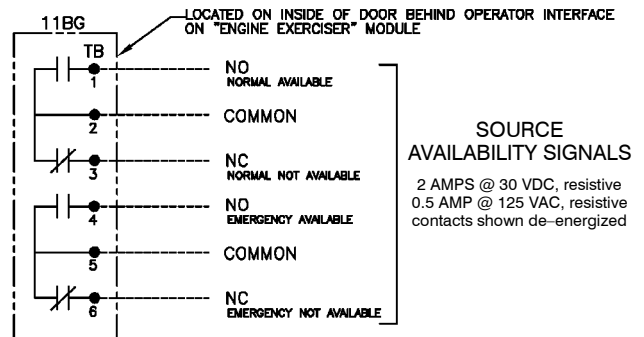 LOCATED ON INSIDE OF DOOR BEHIND OPERATOR INTERFACE
ON "ENGINE EXERCISER" MODULE
11BG
TB
1
NO
NORMAL AVAILABLE
2
COMMON
3
NC
NORMAL NOT AVAILABLE
4
NO
EMERGENCY AVAILABLE
5
COMMON
6
NC
EMERGENCY NOT AVAILABLE
SOURCE
AVAILABILITY SIGNALS
2 AMPS @ 30 VDC, resistive
0.5 AMP @ 125 VAC, resistive
contacts shown de–energized